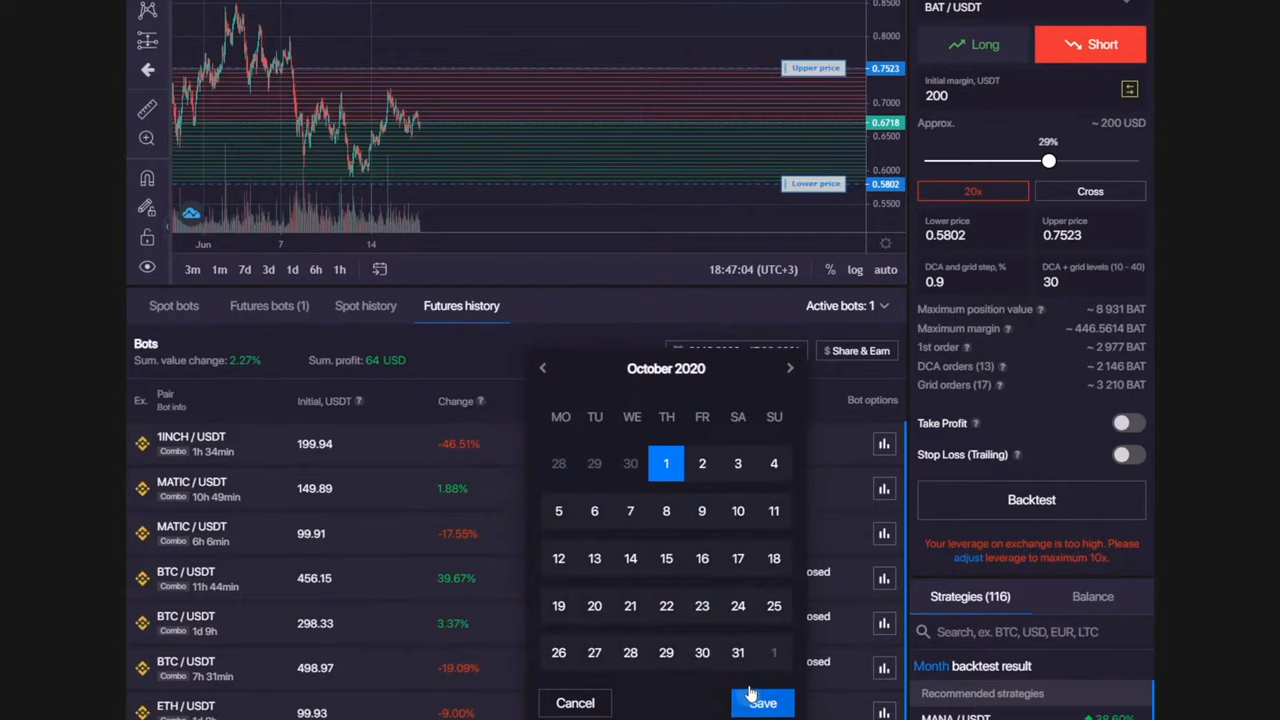 0.8500
0.8000
Upper price
0.7523
0.7000
0.6718
0.6500
0.6000
Lower price
0.5802
0.5500
Jun
7
14
3m
1m
7d
3d
1d
6h
1h
18:47:04 (UTC+3)
%
log
auto
BAT / USDT
Long
Short
Initial margin, USDT
200
Approx.
~ 200 USD
29%
20x
Cross
Lower price
Upper price
0.5802
0.7523
DCA and grid step, %
DCA + grid levels (10 - 40)
0.9
30
Maximum position value ?
~ 8 931 BAT
Maximum margin ?
~ 446.5614 BAT
1st order ?
~ 2 977 BAT
DCA orders (13) ?
~ 2 146 BAT
Grid orders (17) ?
~ 3 210 BAT
Take Profit ?
Stop Loss (Trailing) ?
Backtest
Your leverage on exchange is too high. Please
adjust leverage to maximum 10x.
Strategies (116)
Balance
Search, ex. BTC, USD, EUR, LTC
Month backtest result
Recommended strategies
MANA / USDT
38.60%
Spot bots
Futures bots (1)
Spot history
Futures history
Active bots: 1
Bots
Sum. value change: 2.27%
Sum. profit: 64 USD
$ Share & Earn
Ex.
Pair
Bot info
Initial, USDT ?
Change ?
Bot options
1INCH / USDT
Combo 1h 34min
199.94
-46.51%
MATIC / USDT
Combo 10h 49min
149.89
1.88%
MATIC / USDT
Combo 6h 6min
99.91
-17.55%
BTC / USDT
Combo 11h 44min
456.15
39.67%
osed
BTC / USDT
Combo 1d 9h
298.33
3.37%
osed
BTC / USDT
Combo 7h 31min
498.97
-19.09%
osed
ETH / USDT
Combo 1d 2h
99.93
-9.00%
October 2020
MO TU WE TH FR SA SU
28 29 30 1 2 3 4
5 6 7 8 9 10 11
12 13 14 15 16 17 18
19 20 21 22 23 24 25
26 27 28 29 30 31 1
Cancel
Save